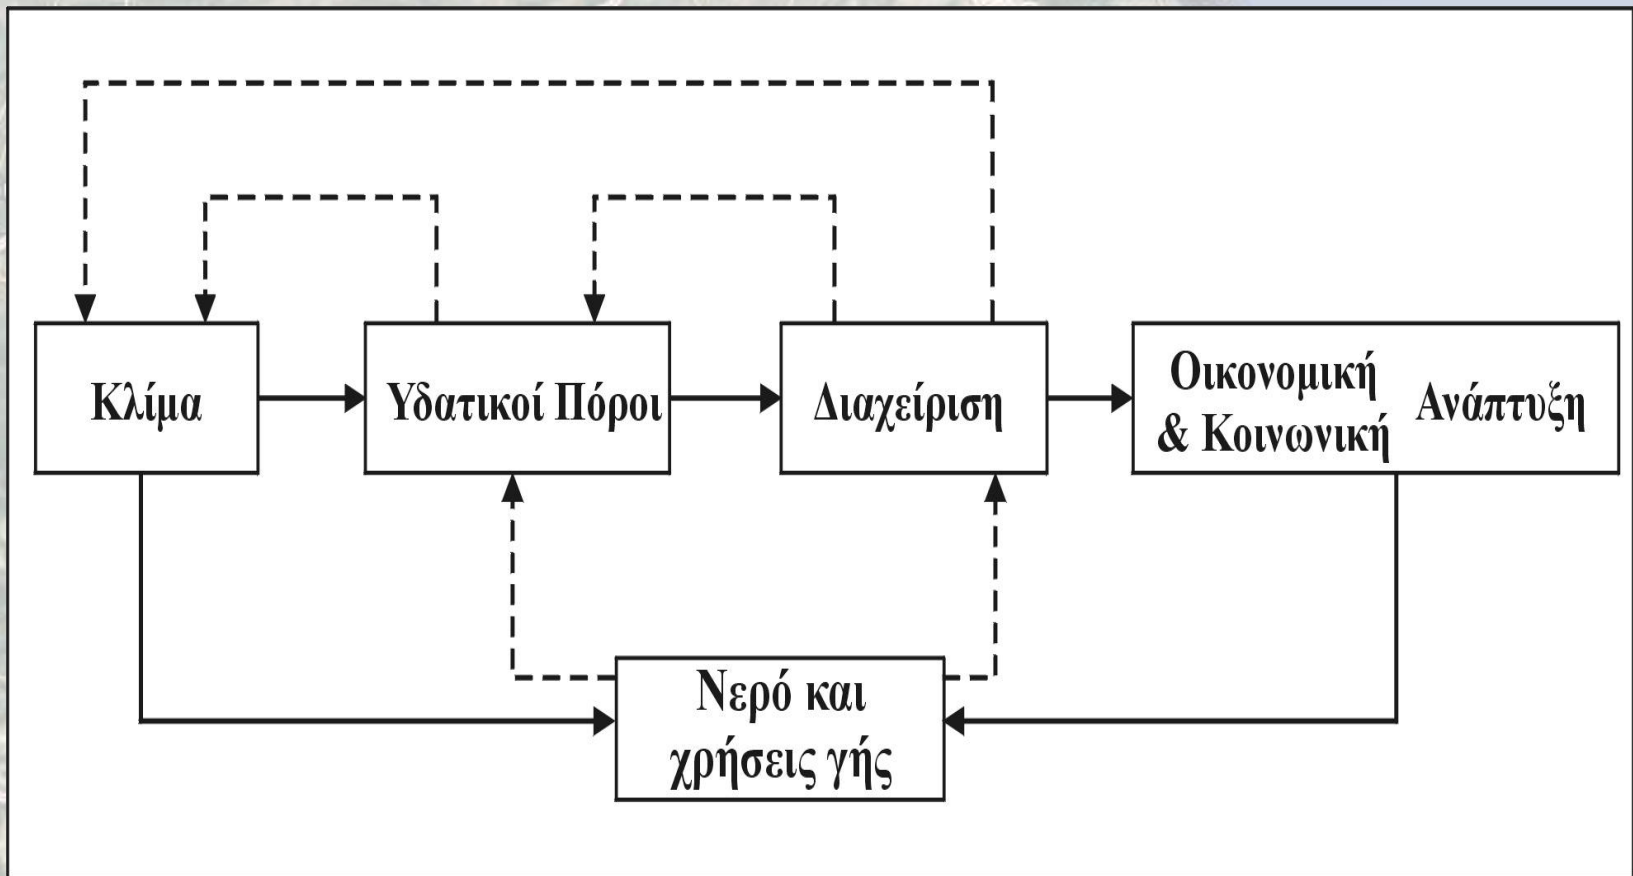 Κλίμα
Υδατικοί Πόροι
Διαχείριση
Οικονομική
& Κοινωνική
Ανάπτυξη
Νερό και
χρήσεις γής